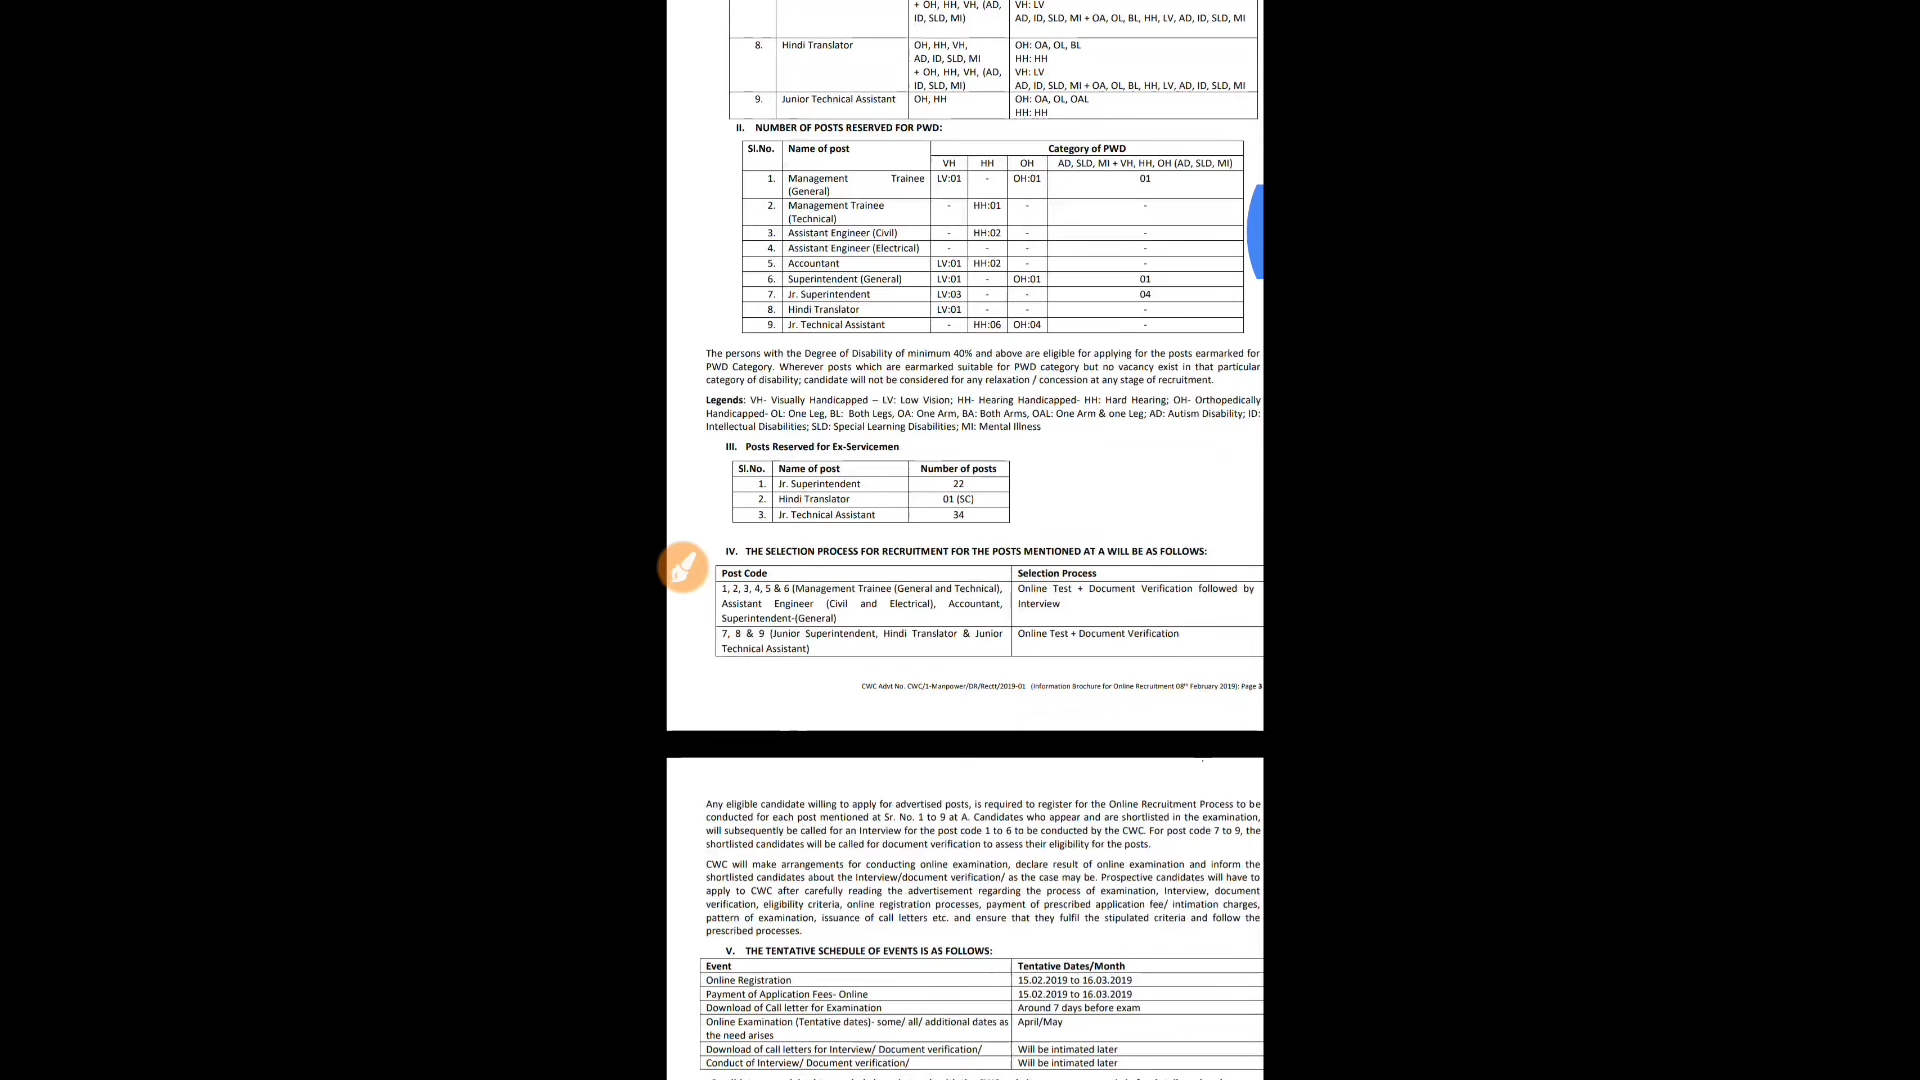 + OH, HH, VH, (AD, VH: LV
ID, SLD, MI) AD, ID, SLD, MI + OA, OL, BL, HH, LV, AD, ID, SLD, MI
8. Hindi Translator OH, HH, VH, OH: OA, OL, BL
AD, ID, SLD, MI HH: HH
+ OH, HH, VH, (AD, VH: LV
ID, SLD, MI) AD, ID, SLD, MI + OA, OL, BL, HH, LV, AD, ID, SLD, MI
9. Junior Technical Assistant OH, HH OH: OA, OL, OAL
HH: HH
II. NUMBER OF POSTS RESERVED FOR PWD:
Sl.No. Name of post Category of PWD
VH HH OH AD, SLD, MI + VH, HH, OH (AD, SLD, MI)
1. Management Trainee LV:01 - OH:01 01
(General)
2. Management Trainee - HH:01 - -
(Technical)
3. Assistant Engineer (Civil) - HH:02 - -
4. Assistant Engineer (Electrical) - - - -
5. Accountant LV:01 HH:02 - -
6. Superintendent (General) LV:01 - OH:01 01
7. Jr. Superintendent LV:03 - - 04
8. Hindi Translator LV:01 - - -
9. Jr. Technical Assistant - HH:06 OH:04 -
The persons with the Degree of Disability of minimum 40% and above are eligible for applying for the posts earmarked for
PWD Category. Wherever posts which are earmarked suitable for PWD category but no vacancy exist in that particular
category of disability; candidate will not be considered for any relaxation / concession at any stage of recruitment.
Legends: VH- Visually Handicapped – LV: Low Vision; HH- Hearing Handicapped- HH: Hard Hearing; OH- Orthopedically
Handicapped- OL: One Leg, BL: Both Legs, OA: One Arm, BA: Both Arms, OAL: One Arm & one Leg; AD: Autism Disability; ID:
Intellectual Disabilities; SLD: Special Learning Disabilities; MI: Mental Illness
III. Posts Reserved for Ex-Servicemen
Sl.No. Name of post Number of posts
1. Jr. Superintendent 22
2. Hindi Translator 01 (SC)
3. Jr. Technical Assistant 34
IV. THE SELECTION PROCESS FOR RECRUITMENT FOR THE POSTS MENTIONED AT A WILL BE AS FOLLOWS:
Post Code Selection Process
1, 2, 3, 4, 5 & 6 (Management Trainee (General and Technical), Online Test + Document Verification followed by
Assistant Engineer (Civil and Electrical), Accountant, Interview
Superintendent-(General)
7, 8 & 9 (Junior Superintendent, Hindi Translator & Junior Online Test + Document Verification
Technical Assistant)
CWC Advt No. CWC/1-Manpower/DR/Rectt/2019-01 (Information Brochure for Online Recruitment 08th February 2019): Page 3
Any eligible candidate willing to apply for advertised posts, is required to register for the Online Recruitment Process to be
conducted for each post mentioned at Sr. No. 1 to 9 at A. Candidates who appear and are shortlisted in the examination,
will subsequently be called for an Interview for the post code 1 to 6 to be conducted by the CWC. For post code 7 to 9, the
shortlisted candidates will be called for document verification to assess their eligibility for the posts.
CWC will make arrangements for conducting online examination, declare result of online examination and inform the
shortlisted candidates about the Interview/document verification/ as the case may be. Prospective candidates will have to
apply to CWC after carefully reading the advertisement regarding the process of examination, Interview, document
verification, eligibility criteria, online registration processes, payment of prescribed application fee/ intimation charges,
pattern of examination, issuance of call letters etc. and ensure that they fulfil the stipulated criteria and follow the
prescribed processes.
V. THE TENTATIVE SCHEDULE OF EVENTS IS AS FOLLOWS:
Event Tentative Dates/Month
Online Registration 15.02.2019 to 16.03.2019
Payment of Application Fees- Online 15.02.2019 to 16.03.2019
Download of Call letter for Examination Around 7 days before exam
Online Examination (Tentative dates)- some/ all/ additional dates as April/May
the need arises
Download of call letters for Interview/ Document verification/ Will be intimated later
Conduct of Interview/ Document verification/ Will be intimated later